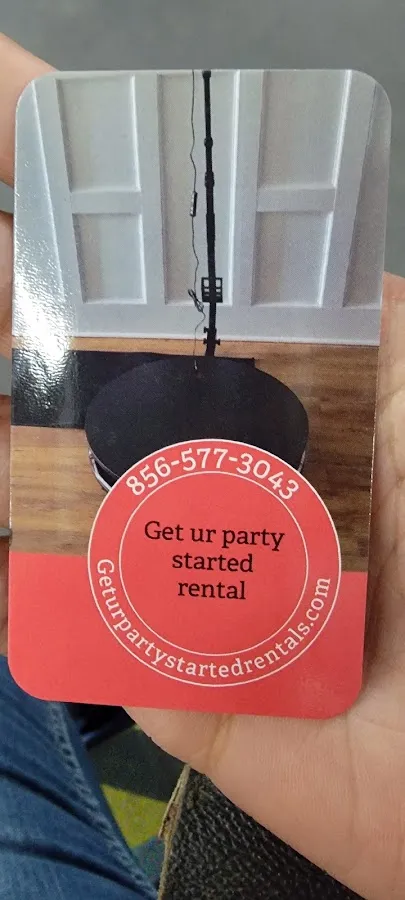 856-577-3043
Get ur party
started
rental
Geturpartystartedrentals.com